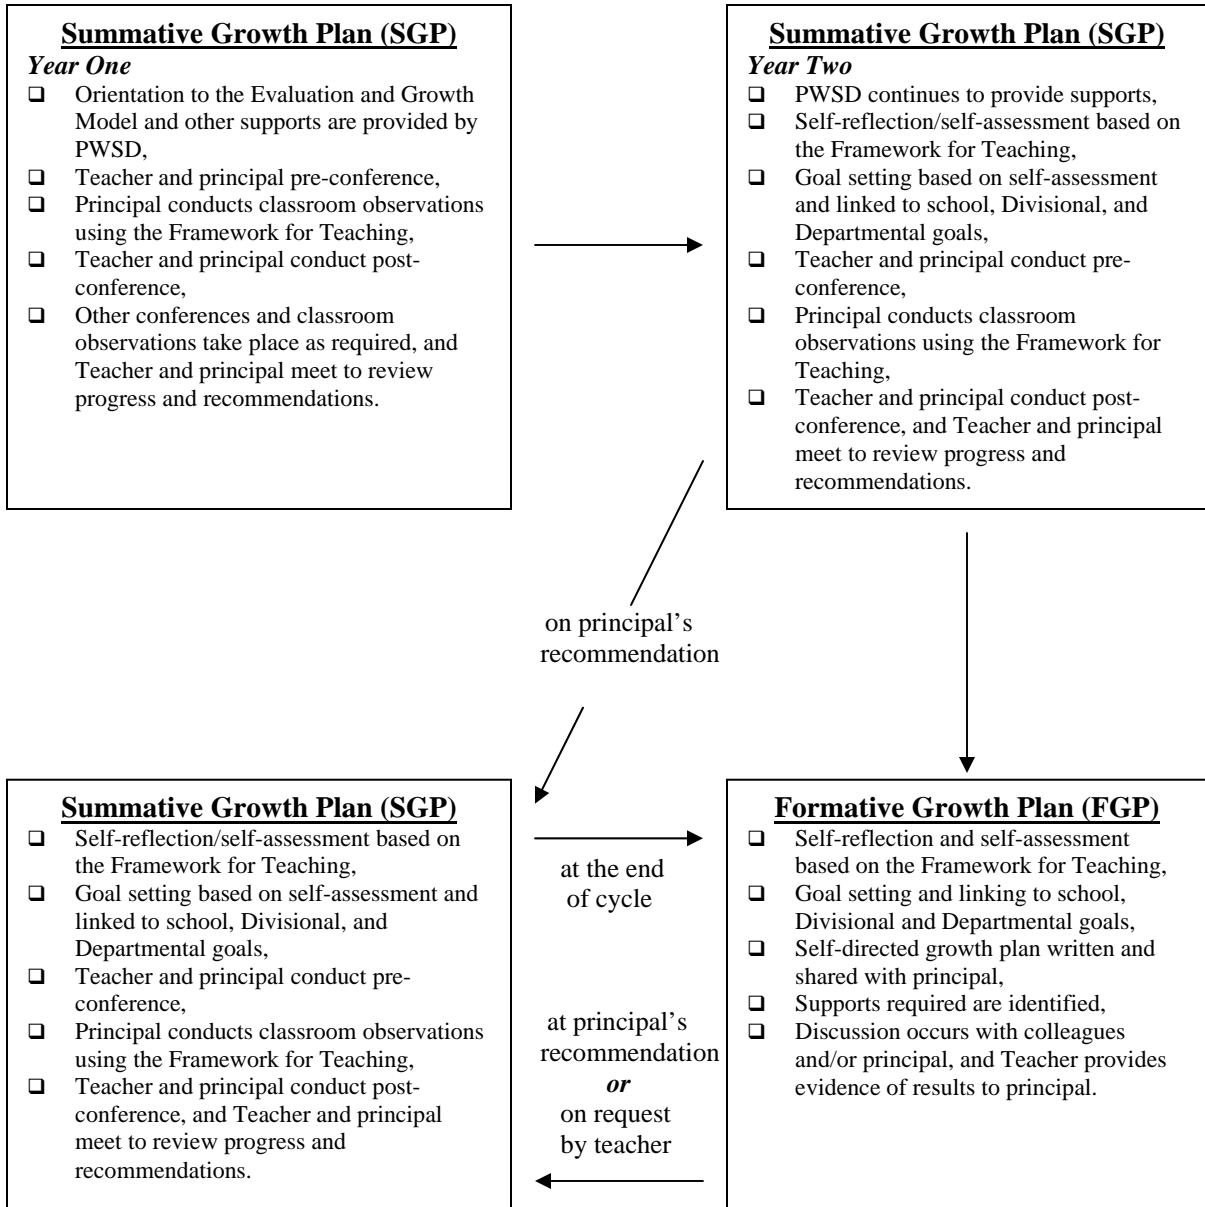 Summative Growth Plan (SGP)
Year One
❑ Orientation to the Evaluation and Growth
Model and other supports are provided by
PWSD,
❑ Teacher and principal pre-conference,
❑ Principal conducts classroom observations
using the Framework for Teaching,
❑ Teacher and principal conduct post-
conference,
❑ Other conferences and classroom
observations take place as required, and
Teacher and principal meet to review
progress and recommendations.
Summative Growth Plan (SGP)
Year Two
❑ PWSD continues to provide supports,
❑ Self-reflection/self-assessment based on
the Framework for Teaching,
❑ Goal setting based on self-assessment
and linked to school, Divisional, and
Departmental goals,
❑ Teacher and principal conduct pre-
conference,
❑ Principal conducts classroom
observations using the Framework for
Teaching,
❑ Teacher and principal conduct post-
conference, and Teacher and principal
meet to review progress and
recommendations.
on principal’s
recommendation
Summative Growth Plan (SGP)
❑ Self-reflection/self-assessment based on
the Framework for Teaching,
❑ Goal setting based on self-assessment and
linked to school, Divisional, and
Departmental goals,
❑ Teacher and principal conduct pre-
conference,
❑ Principal conducts classroom observations
using the Framework for Teaching,
❑ Teacher and principal conduct post-
conference, and Teacher and principal
meet to review progress and
recommendations.
at the end
of cycle
at principal’s
recommendation
or
on request
by teacher
Formative Growth Plan (FGP)
❑ Self-reflection and self-assessment
based on the Framework for Teaching,
❑ Goal setting and linking to school,
Divisional and Departmental goals,
❑ Self-directed growth plan written and
shared with principal,
❑ Supports required are identified,
❑ Discussion occurs with colleagues
and/or principal, and Teacher provides
evidence of results to principal.